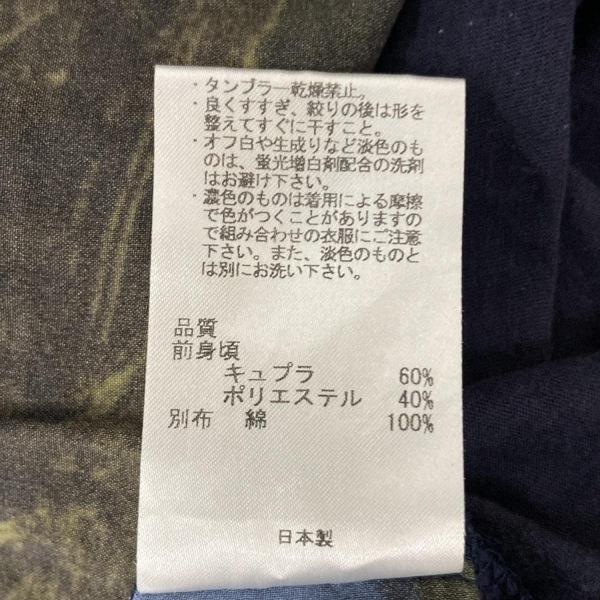 ・タンブラー乾燥禁止。
・良くすすぎ、絞りの後は形を
整えてすぐに干すこと。
・オフ白や生成りなど淡色のも
のは、蛍光増白剤配合の洗剤
はお避け下さい。
・濃色のものは着用による摩擦
で色がつくことがありますの
で組み合わせの衣服にご注意
下さい。また、淡色のものと
は別にお洗い下さい。
品質
前身頃
キュプラ 60%
ポリエステル 40%
別布 綿 100%
日本製